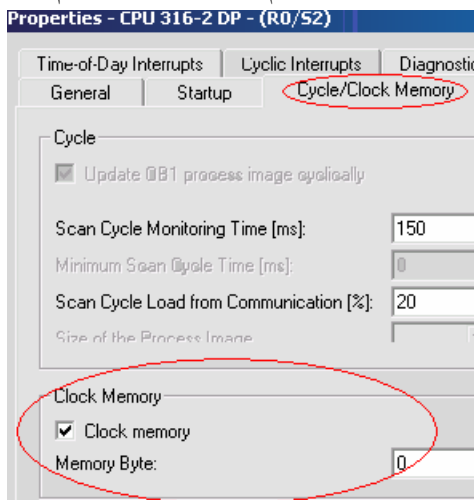 Properties - CPU 316-2 DP - (R0/S2)
Time-of-Day Interrupts Cyclic Interrupts Diagnostic
General Startup Cycle/Clock Memory
Cycle
Update OB1 process image cyclically
Scan Cycle Monitoring Time [ms]: 150
Minimum Scan Cycle Time [ms]: 0
Scan Cycle Load from Communication [%]: 20
Size of the Process Image
Clock Memory
Clock memory
Memory Byte: 0